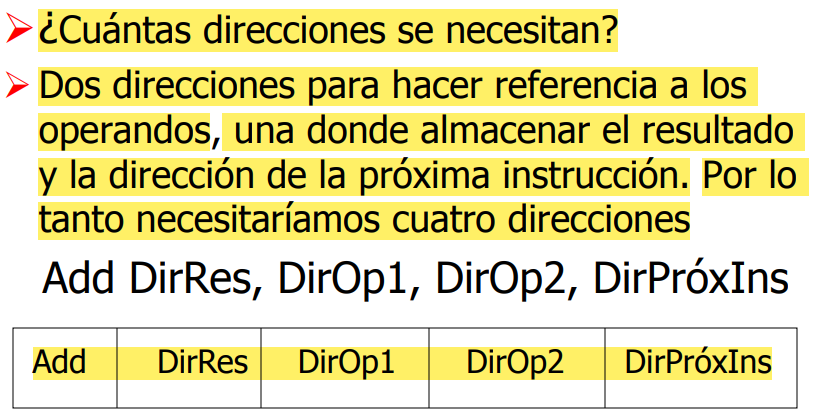 ¿Cuántas direcciones se necesitan?
Dos direcciones para hacer referencia a los
operandos, una donde almacenar el resultado
y la dirección de la próxima instrucción. Por lo
tanto necesitaríamos cuatro direcciones
Add DirRes, DirOp1, DirOp2, DirPróxIns
Add DirRes DirOp1 DirOp2 DirPróxIns